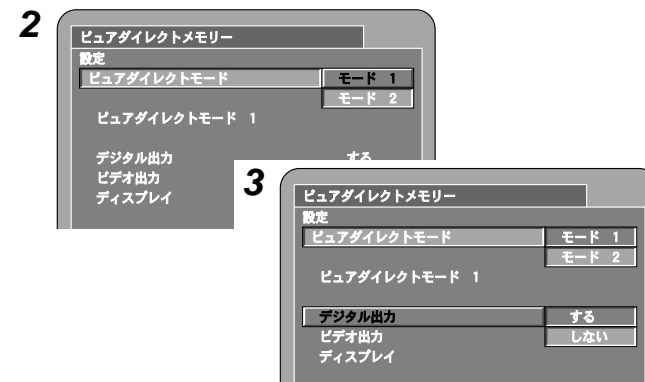 2
ピュアダイレクトメモリー
設定
ピュアダイレクトモード モード 1
モード 2
ピュアダイレクトモード 1
デジタル出力 する
ビデオ出力
ディスプレイ
3
ピュアダイレクトメモリー
設定
ピュアダイレクトモード モード 1
モード 2
ピュアダイレクトモード 1
デジタル出力 する
ビデオ出力 しない
ディスプレイ